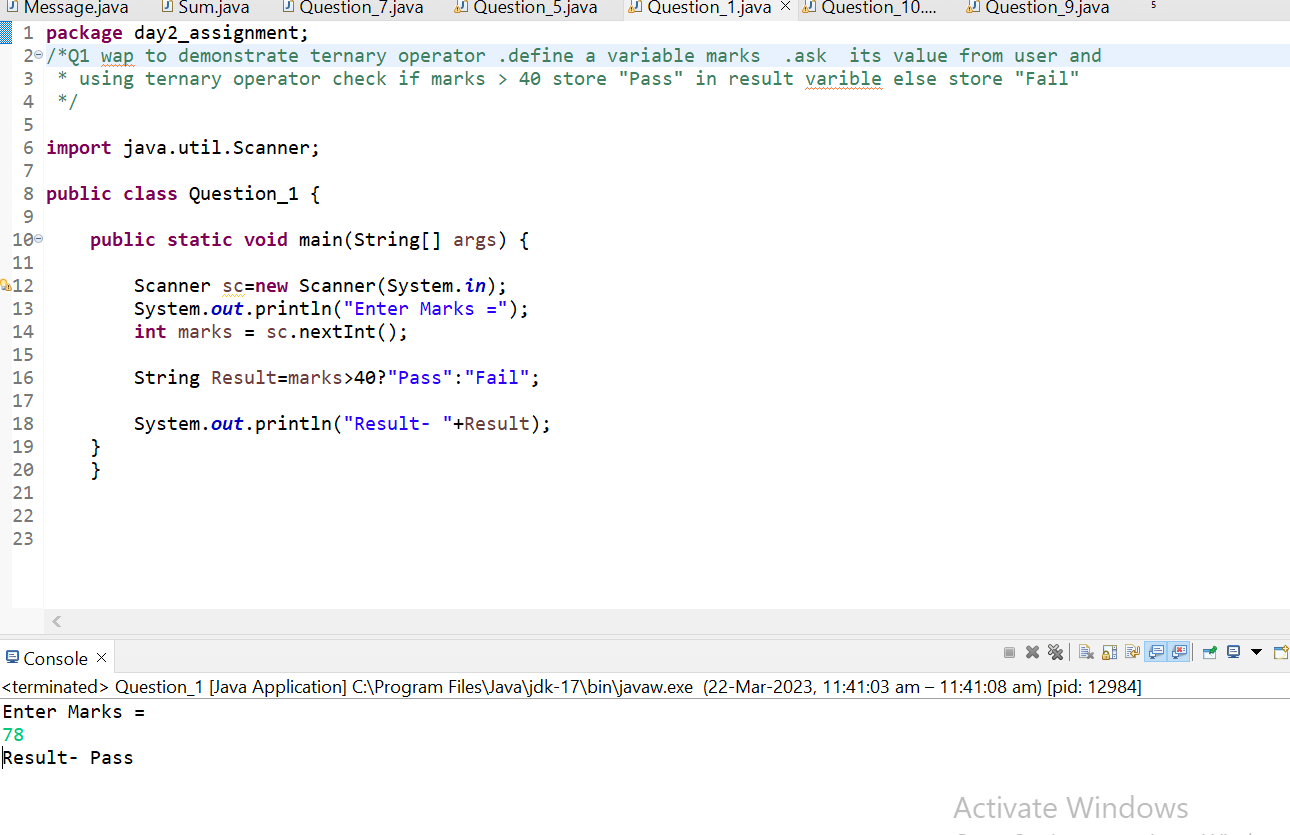 Message.java Sum.java Question_7.java Question_5.java Question_1.java Question_10.... Question_9.java 5
1 package day2_assignment;
2 /*Q1 wap to demonstrate ternary operator .define a variable marks  .ask  its value from user and
3  * using ternary operator check if marks > 40 store "Pass" in result varible else store "Fail"
4  */
5
6 import java.util.Scanner;
7
8 public class Question_1 {
9
10     public static void main(String[] args) {
11
12         Scanner sc=new Scanner(System.in);
13         System.out.println("Enter Marks =");
14         int marks = sc.nextInt();
15
16         String Result=marks>40?"Pass":"Fail";
17
18         System.out.println("Result- "+Result);
19     }
20     }
21
22
23
Console
<terminated> Question_1 [Java Application] C:\Program Files\Java\jdk-17\bin\javaw.exe  (22-Mar-2023, 11:41:03 am – 11:41:08 am) [pid: 12984]
Enter Marks =
78
Result- Pass
Activate Windows